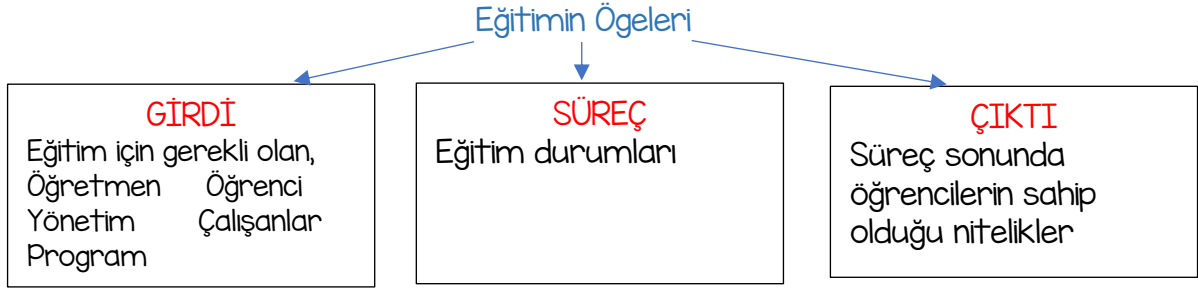 Eğitimin Ögeleri
GİRDİ
Eğitim için gerekli olan,
Öğretmen Öğrenci
Yönetim Çalışanlar
Program
SÜREÇ
Eğitim durumları
ÇIKTI
Süreç sonunda
öğrencilerin sahip
olduğu nitelikler